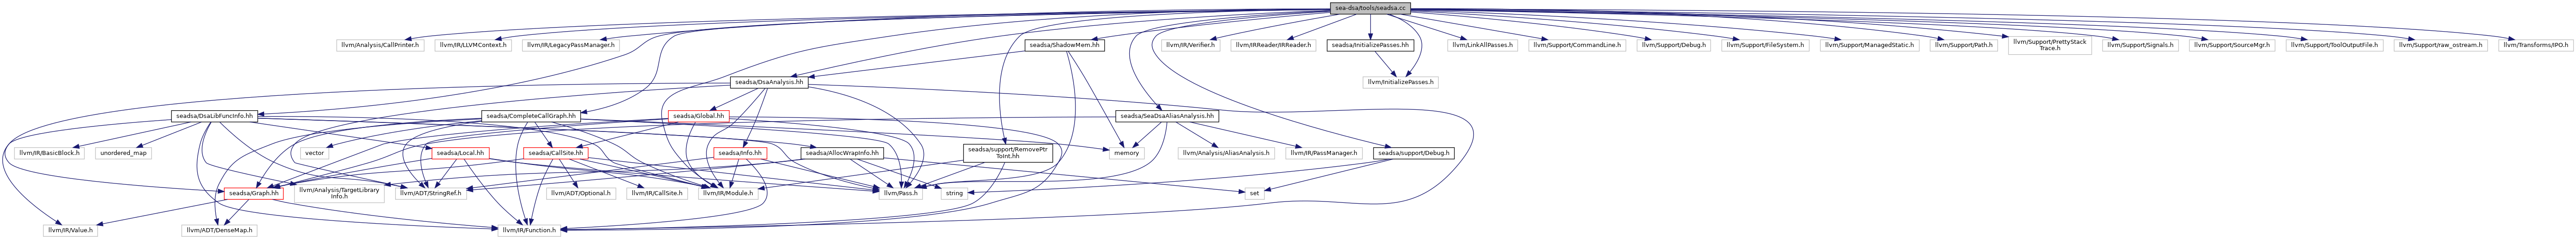 sea-dsa/tools/seadsa.cc
llvm/Analysis/CallPrinter.h
llvm/IR/LLVMContext.h
llvm/IR/LegacyPassManager.h
seadsa/ShadowMem.hh
llvm/IR/Verifier.h
llvm/IRReader/IRReader.h
seadsa/InitializePasses.hh
llvm/LinkAllPasses.h
llvm/Support/CommandLine.h
llvm/Support/Debug.h
llvm/Support/FileSystem.h
llvm/Support/ManagedStatic.h
llvm/Support/Path.h
llvm/Support/PrettyStack
Trace.h
llvm/Support/Signals.h
llvm/Support/SourceMgr.h
llvm/Support/ToolOutputFile.h
llvm/Support/raw_ostream.h
llvm/Transforms/IPO.h
seadsa/DsaAnalysis.hh
llvm/InitializePasses.h
seadsa/DsaLibFuncInfo.hh
seadsa/CompleteCallGraph.hh
seadsa/Global.hh
seadsa/SeaDsaAliasAnalysis.hh
llvm/IR/BasicBlock.h
unordered_map
vector
seadsa/Local.hh
seadsa/CallSite.hh
seadsa/Info.hh
seadsa/AllocWrapInfo.hh
seadsa/support/RemovePtr
ToInt.hh
memory
llvm/Analysis/AliasAnalysis.h
llvm/IR/PassManager.h
seadsa/support/Debug.h
seadsa/Graph.hh
llvm/Analysis/TargetLibrary
Info.h
llvm/ADT/StringRef.h
llvm/ADT/Optional.h
llvm/IR/CallSite.h
llvm/IR/Module.h
llvm/Pass.h
string
set
llvm/IR/Value.h
llvm/ADT/DenseMap.h
llvm/IR/Function.h